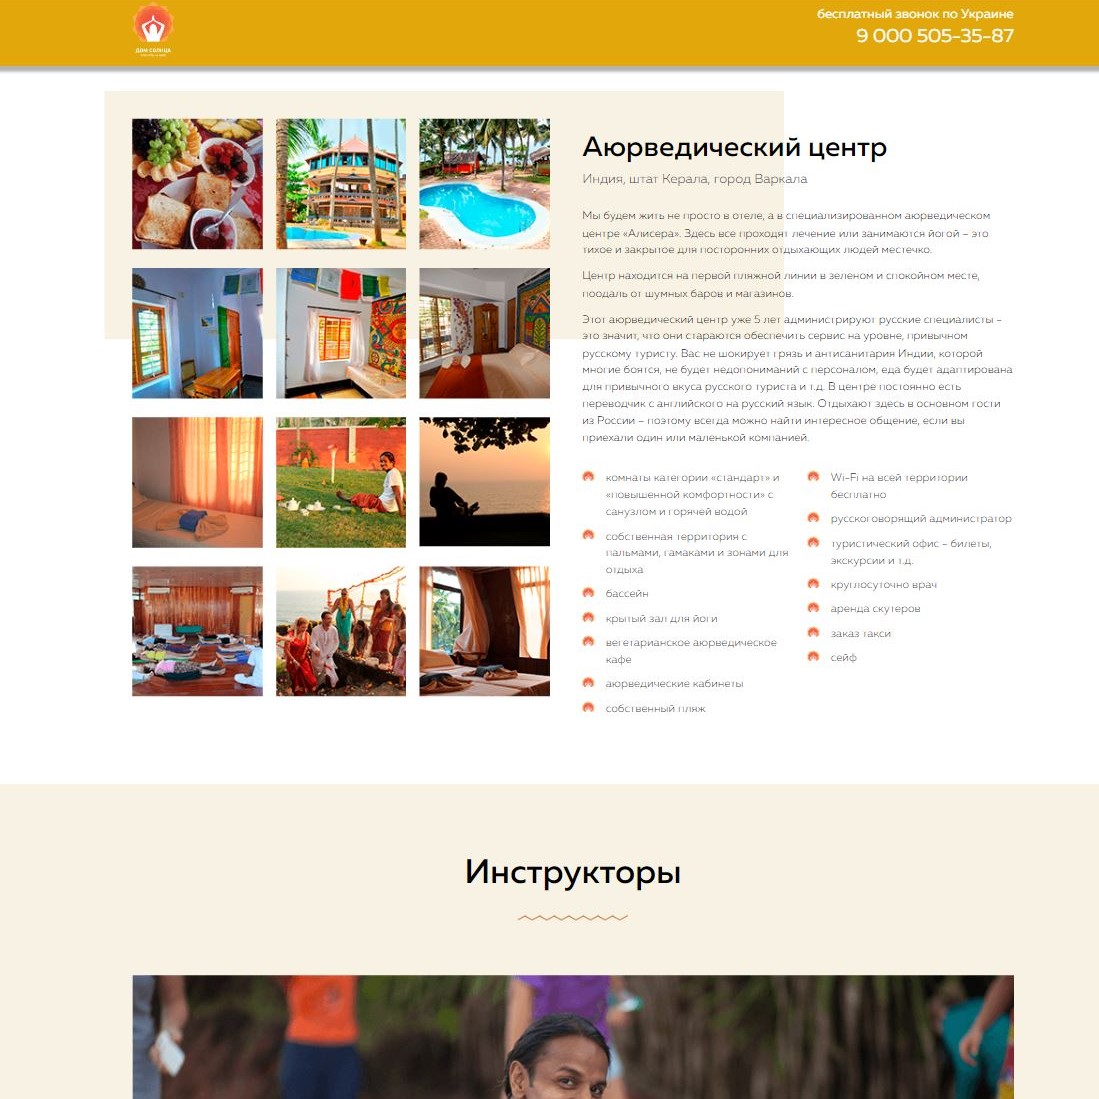 ДОМ СОЛНЦА
бесплатный звонок по Украине
9 000 505-35-87
Аюрведический центр
Индия, штат Керала, город Варкала
Мы будем жить не просто в отеле, а в специализированном аюрведическом
центре «Алисера». Здесь все проходят лечение или занимаются йогой – это
тихое и закрытое для посторонних отдыхающих людей местечко.
Центр находится на первой пляжной линии в зеленом и спокойном месте,
поодаль от шумных баров и магазинов.
Этот аюрведический центр уже 5 лет администрируют русские специалисты –
это значит, что они стараются обеспечить сервис на уровне, привычном
русскому туристу. Вас не шокирует грязь и антисанитария Индии, которой
многие боятся, не будет недопониманий с персоналом, еда будет адаптирована
для привычного вкуса русского туриста и т.д. В центре постоянно есть
переводчик с английского на русский язык. Отдыхают здесь в основном гости
из России – поэтому всегда можно найти интересное общение, если вы
приехали один или маленькой компанией.
комнаты категории «стандарт» и
«повышенной комфортности» с
санузлом и горячей водой
собственная территория с
пальмами, гамаками и зонами для
отдыха
бассейн
крытый зал для йоги
вегетарианское аюрведическое
кафе
аюрведические кабинеты
собственный пляж
Wi-Fi на всей территории
бесплатно
русскоговорящий администратор
туристический офис - билеты,
экскурсии и т.д.
круглосуточно врач
аренда скутеров
заказ такси
сейф
Инструкторы